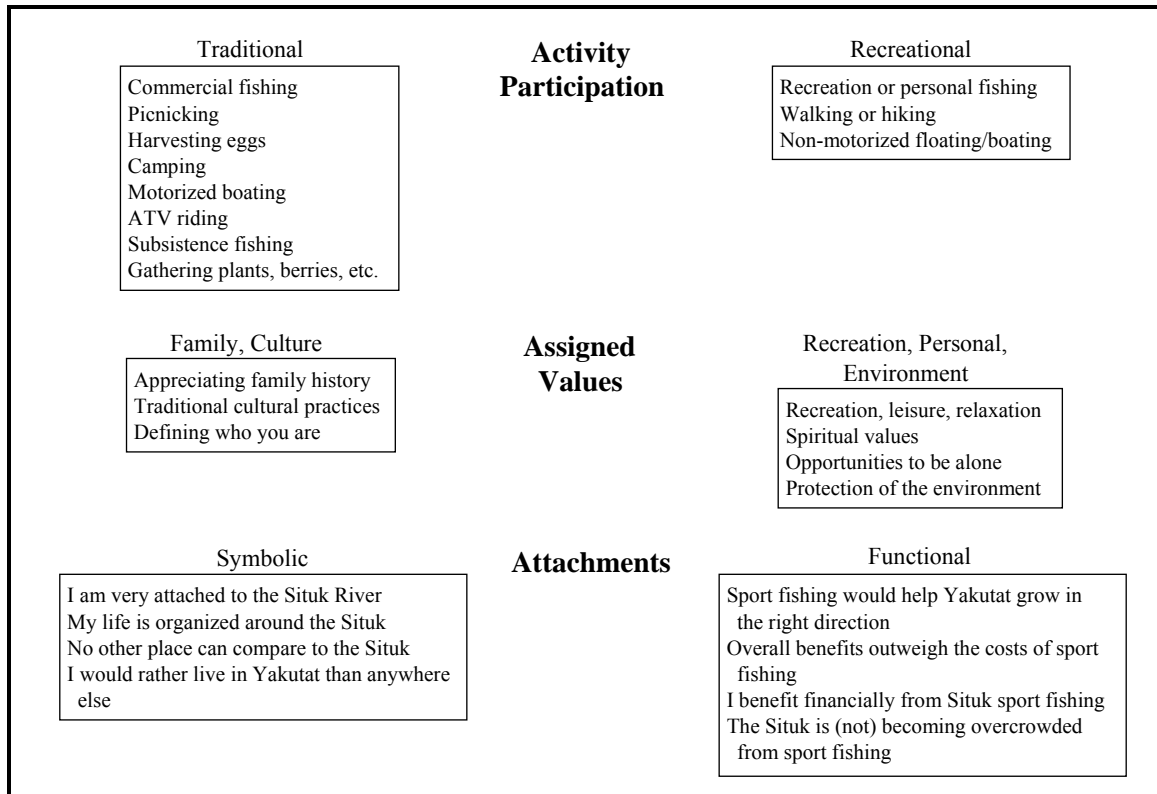 Traditional
Commercial fishing
Picnicking
Harvesting eggs
Camping
Motorized boating
ATV riding
Subsistence fishing
Gathering plants, berries, etc.
Activity
Participation
Recreational
Recreation or personal fishing
Walking or hiking
Non-motorized floating/boating
Family, Culture
Appreciating family history
Traditional cultural practices
Defining who you are
Assigned
Values
Recreation, Personal,
Environment
Recreation, leisure, relaxation
Spiritual values
Opportunities to be alone
Protection of the environment
Symbolic
I am very attached to the Situk River
My life is organized around the Situk
No other place can compare to the Situk
I would rather live in Yakutat than anywhere
else
Attachments
Functional
Sport fishing would help Yakutat grow in
the right direction
Overall benefits outweigh the costs of sport
fishing
I benefit financially from Situk sport fishing
The Situk is (not) becoming overcrowded
from sport fishing